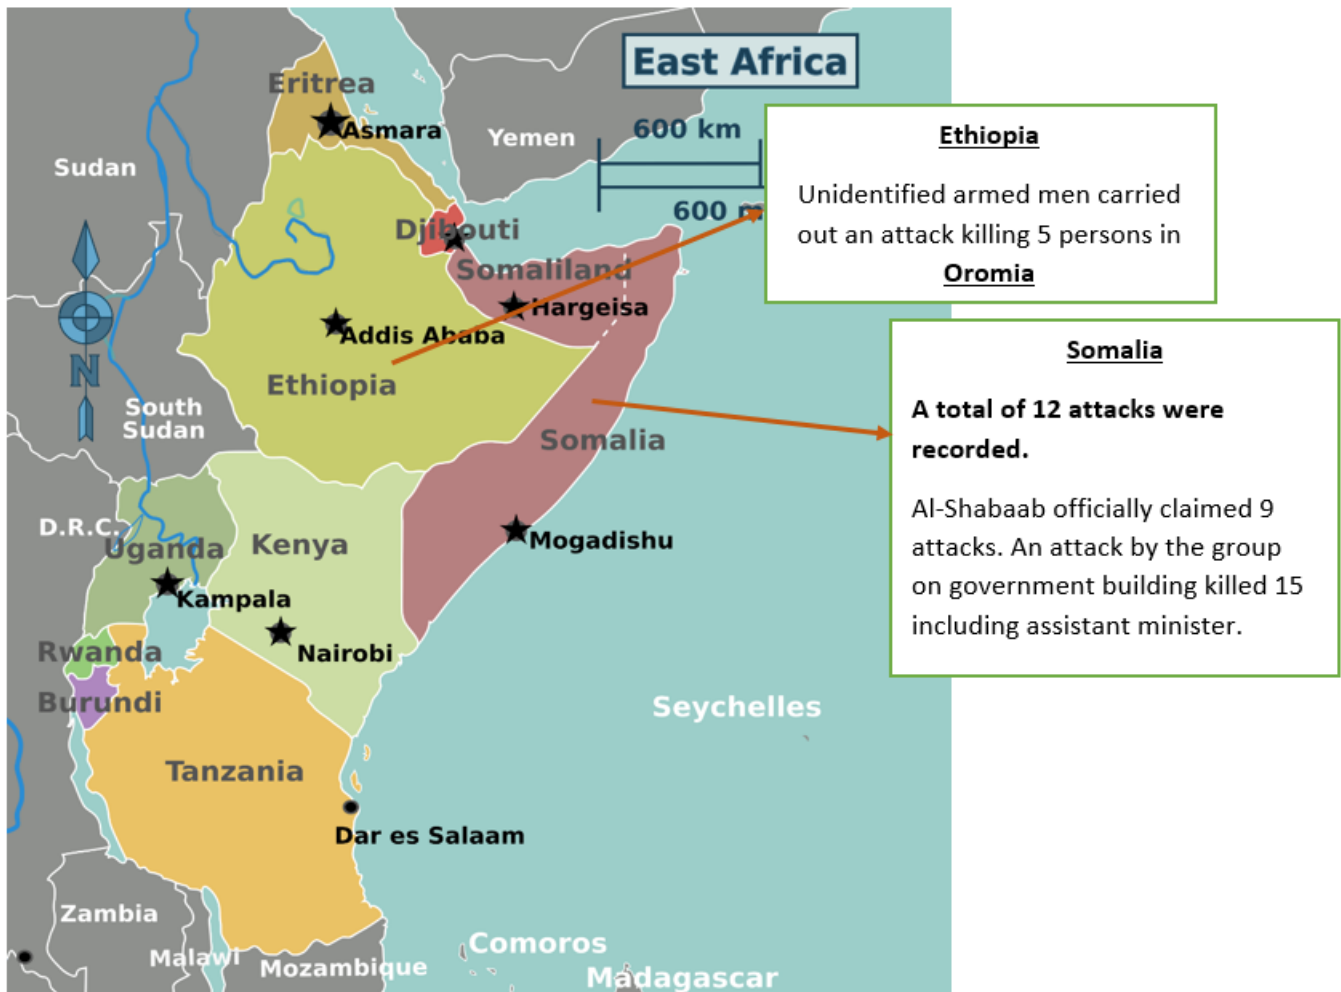 East Africa
Eritrea
Asmara
Yemen
600 km
Sudan
600 m
Djibouti
Somaliland
Hargeisa
Addis Ababa
Ethiopia
N
South
Sudan
Somalia
D.R.C.
Uganda
Kenya
Mogadishu
Kampala
Nairobi
Rwanda
Burundi
Seychelles
Tanzania
Dar es Salaam
Zambia
Malawi
Mozambique
Comoros
Madagascar
Ethiopia
Unidentified armed men carried
out an attack killing 5 persons in
Oromia
Somalia
A total of 12 attacks were
recorded.
Al-Shabaab officially claimed 9
attacks. An attack by the group
on government building killed 15
including assistant minister.